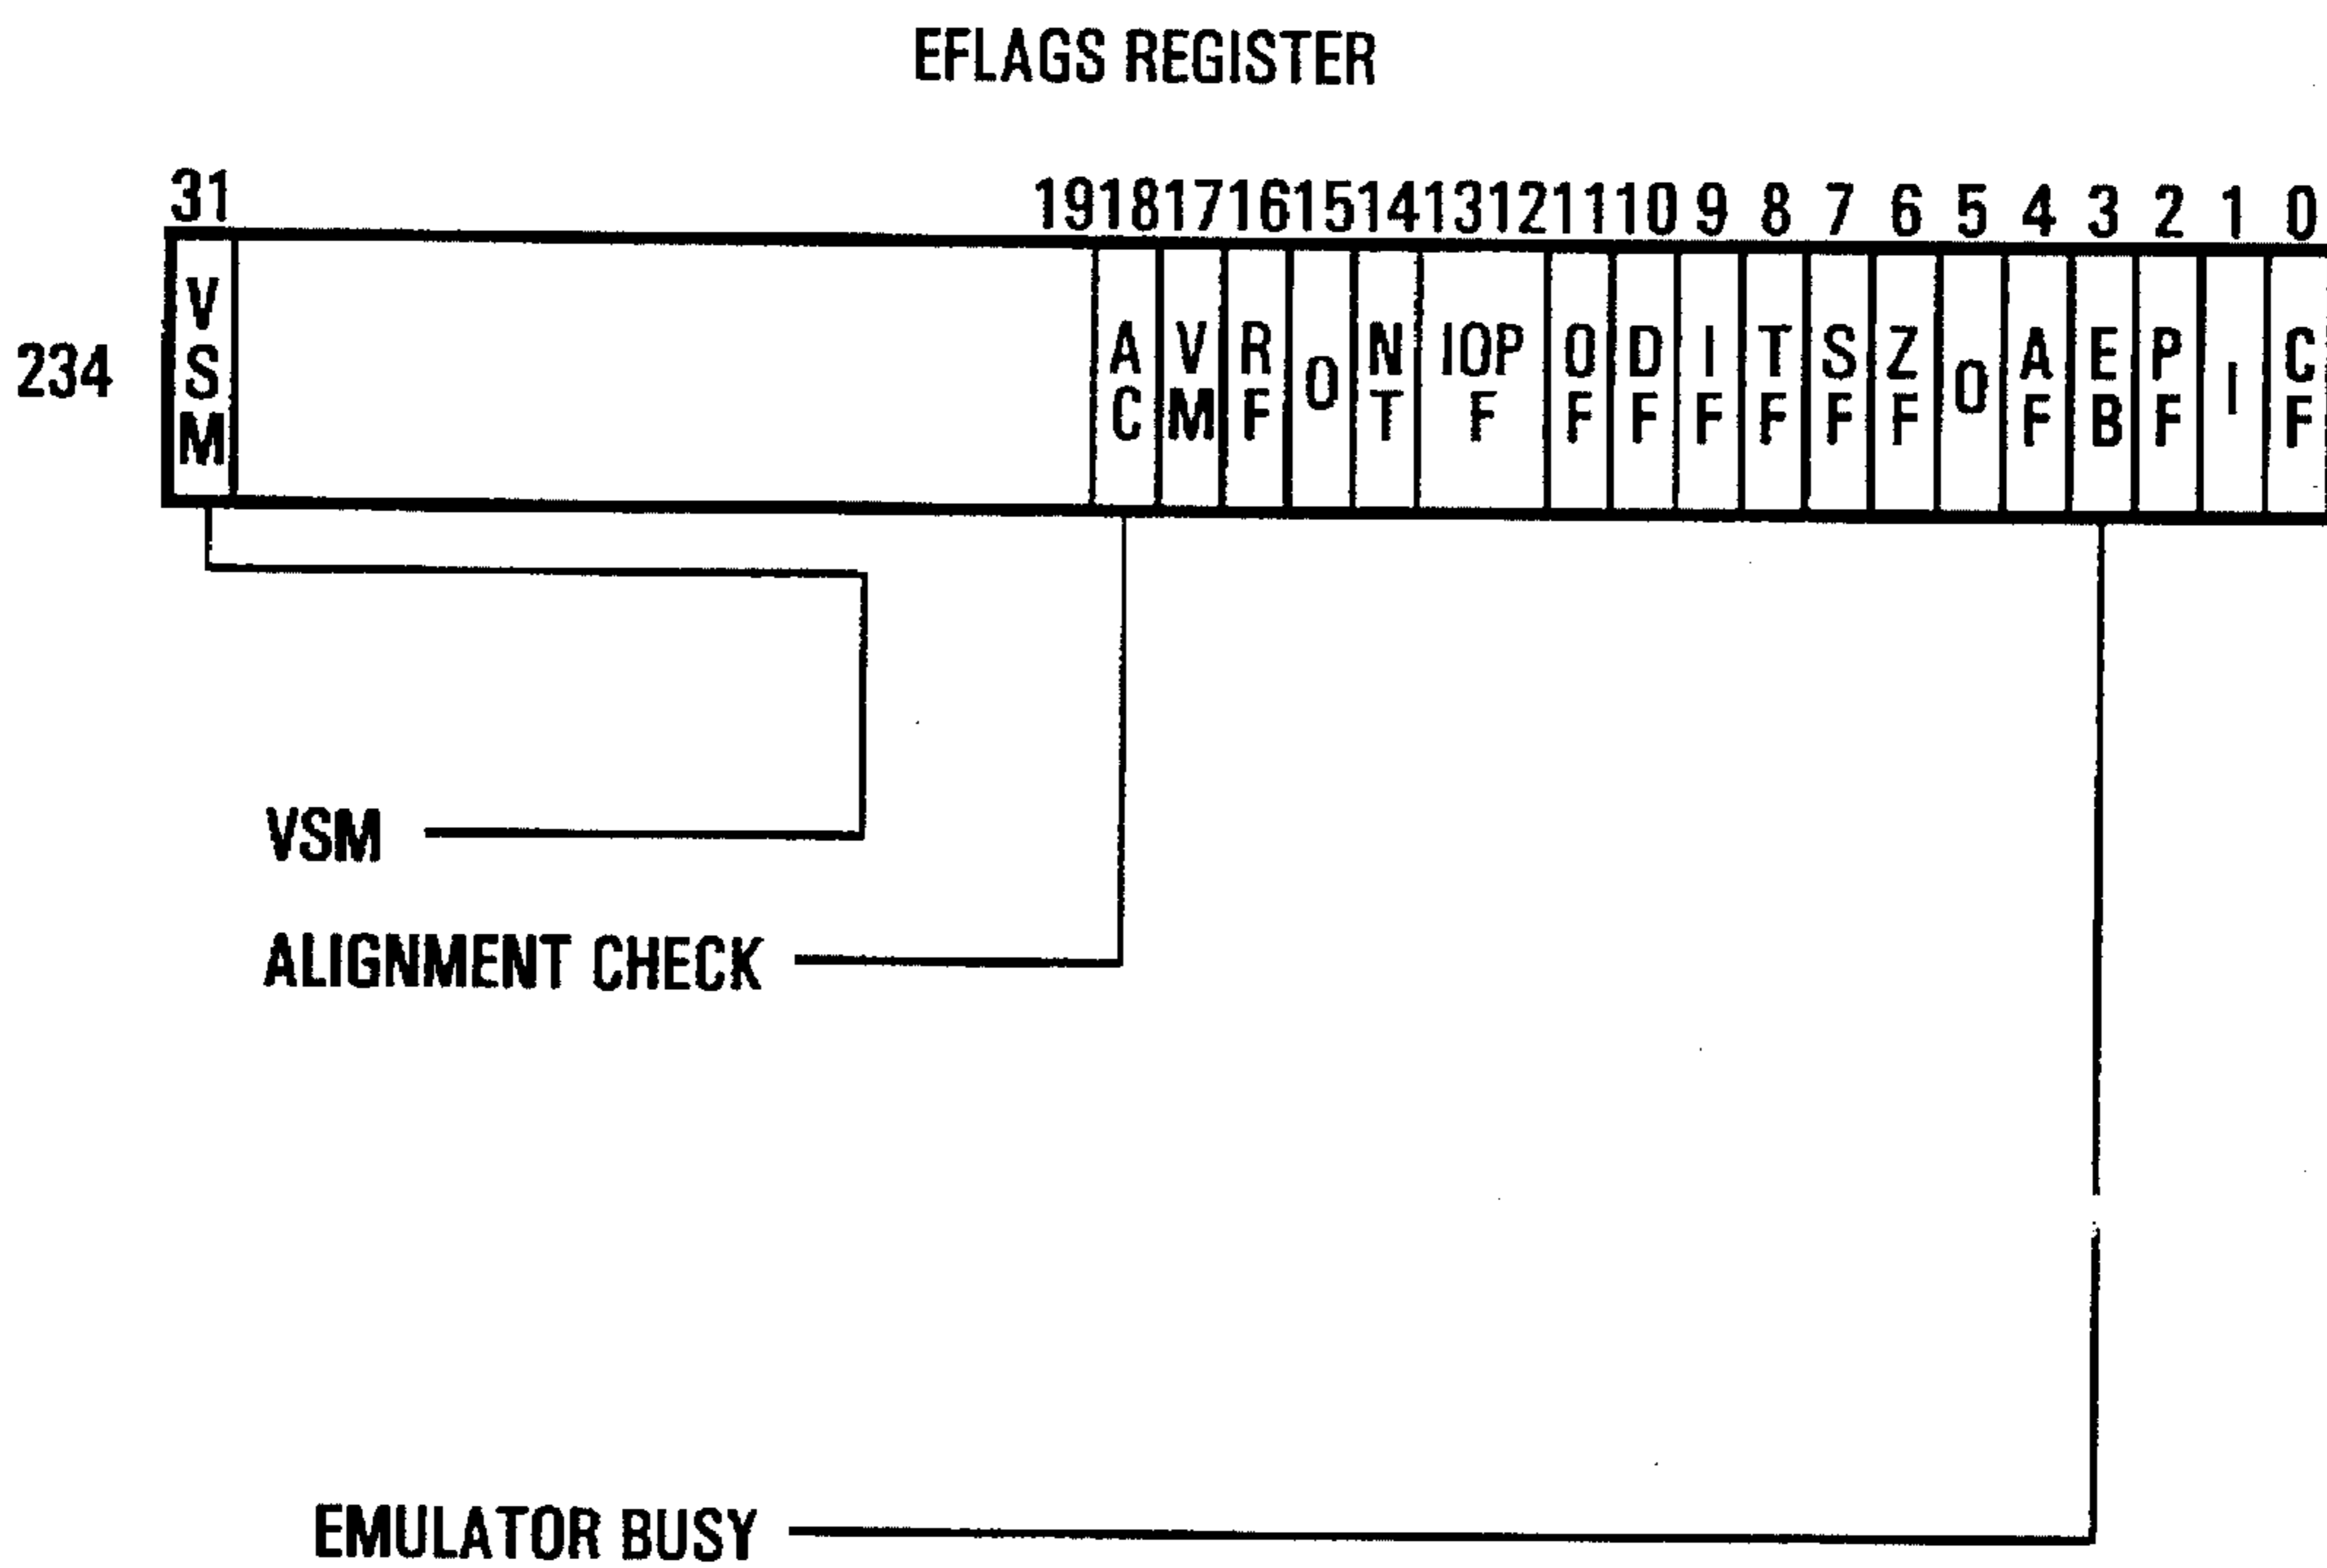 EFLAGS REGISTER
31 19 18 17 16 15 14 13 12 11 10 9 8 7 6 5 4 3 2 1 0
234
VSM AC VM RF 0 NT IOP F OF DF IF TF SF ZF 0 AF EB PF I CF
VSM
ALIGNMENT CHECK
EMULATOR BUSY